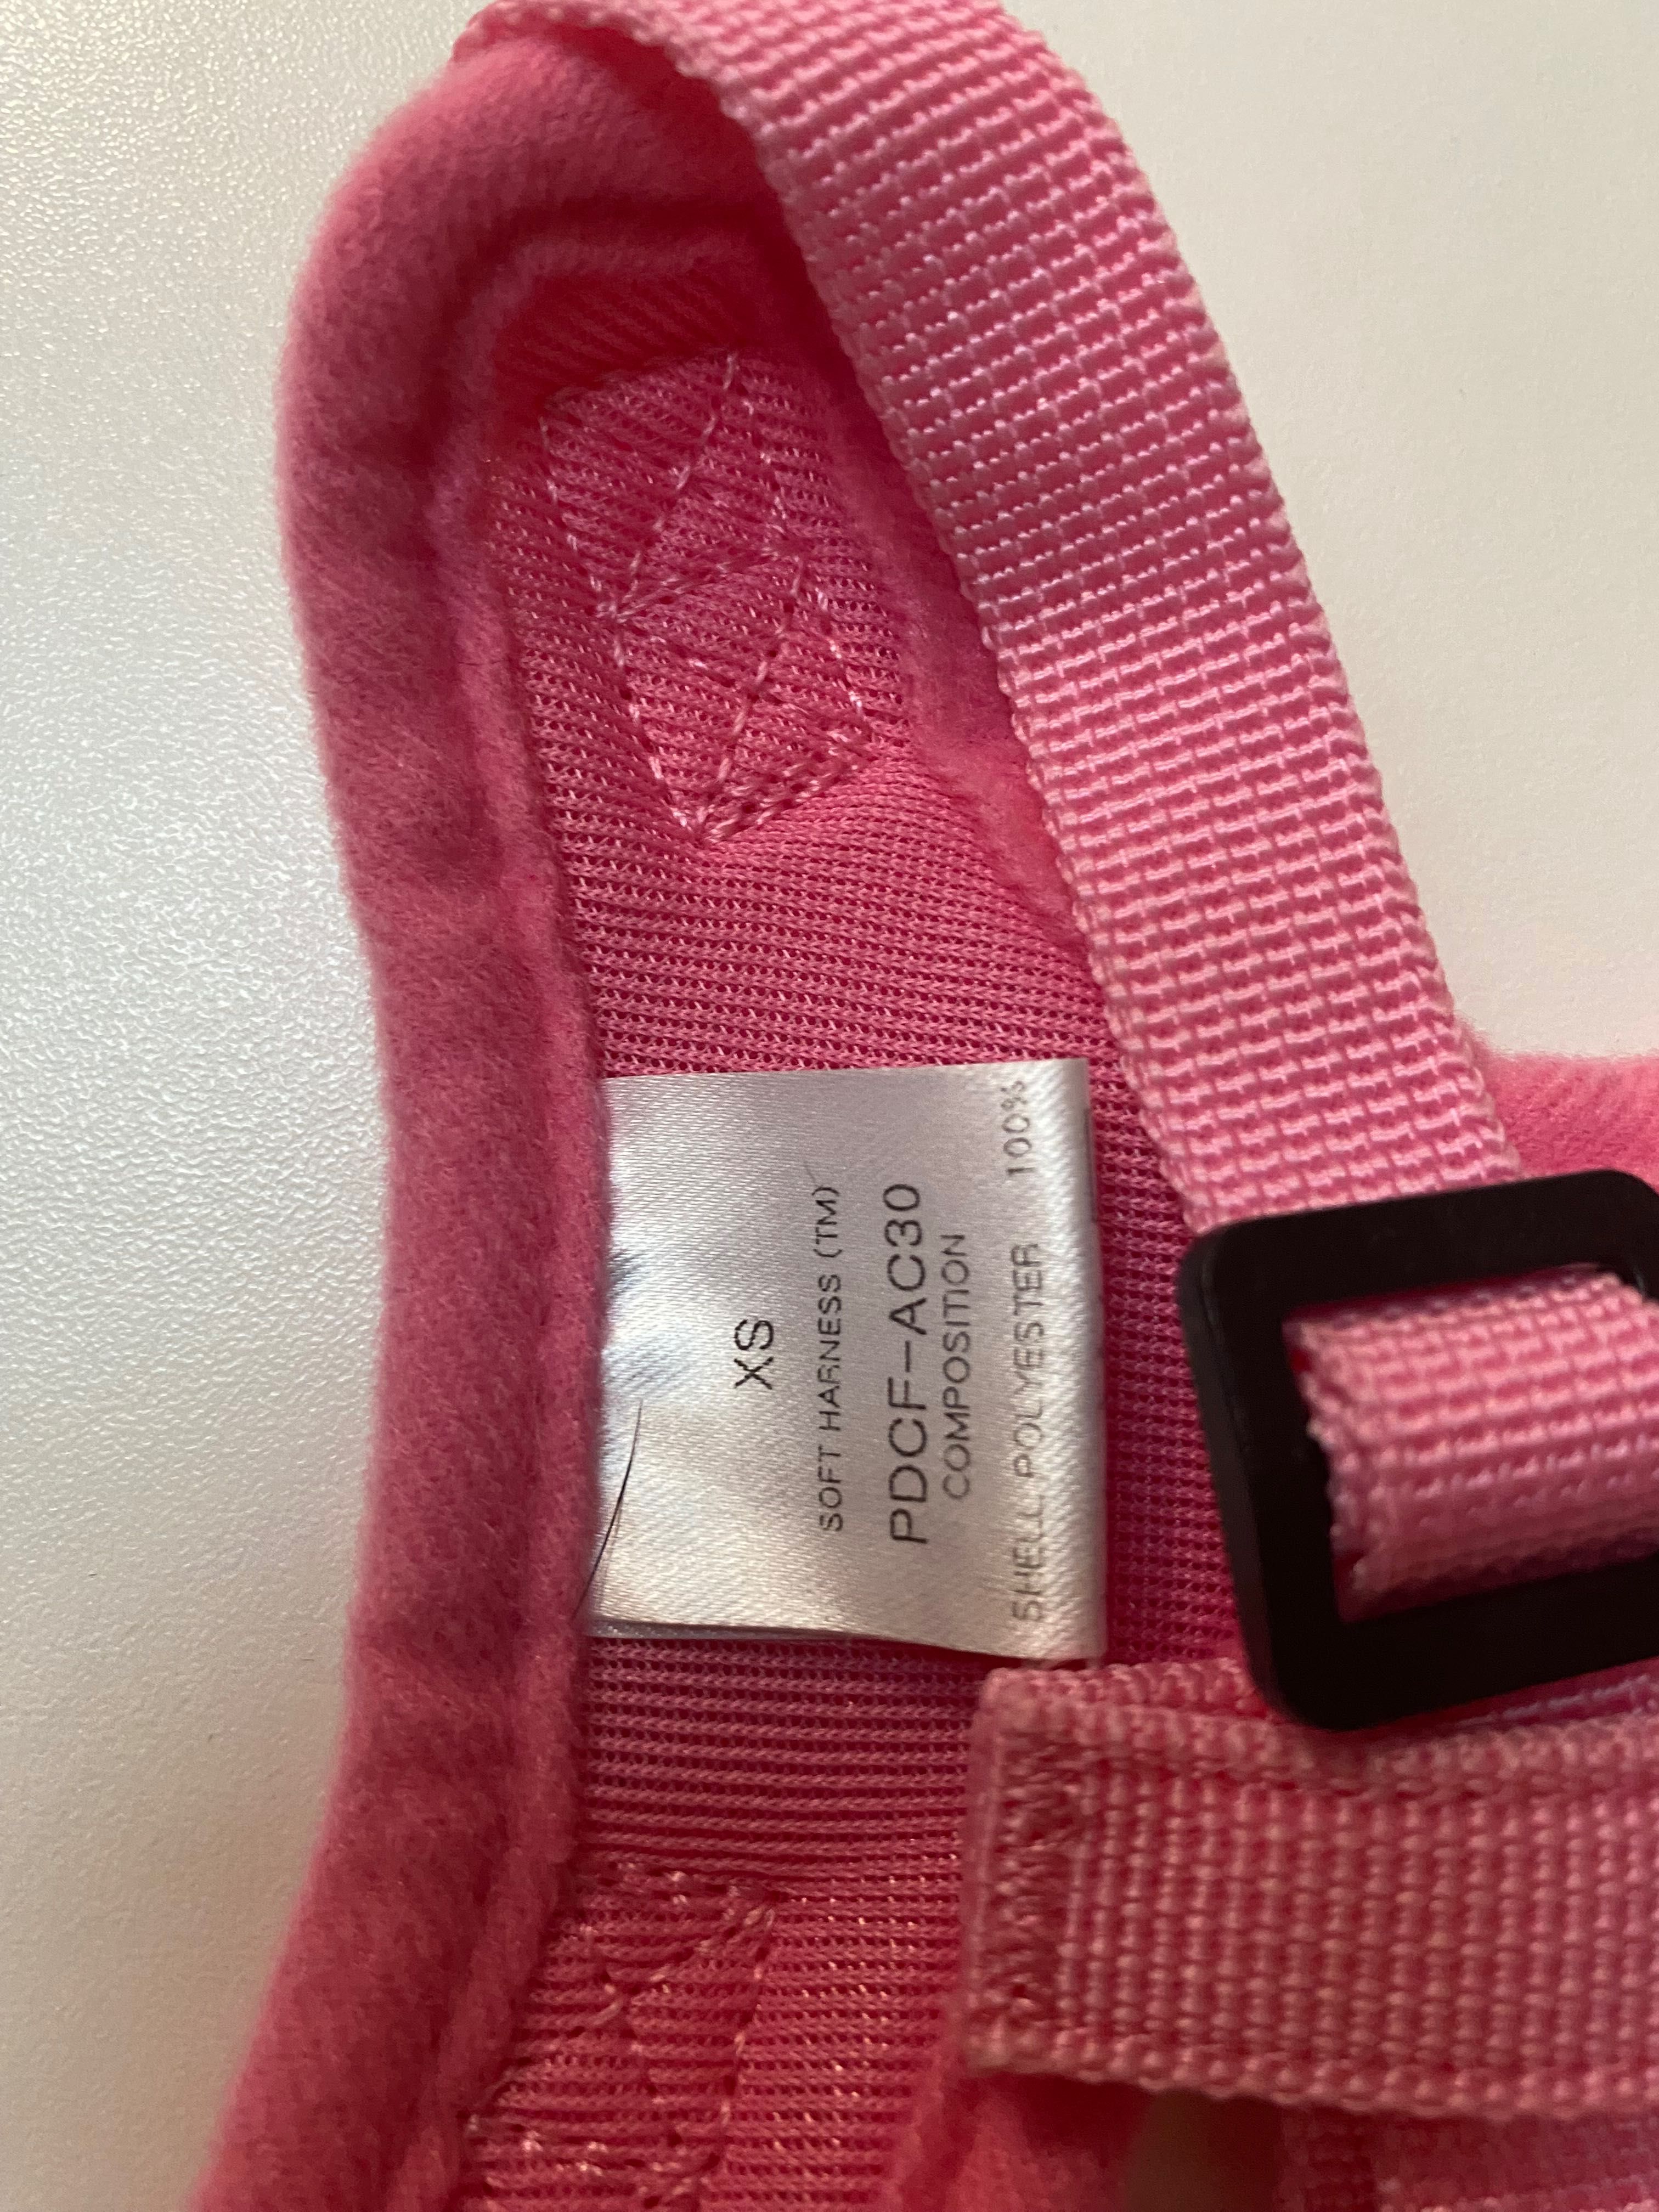 XS
SOFT HARNESS (TM)
PDCF-AC30
COMPOSITION
SHELL POLYESTER 100%